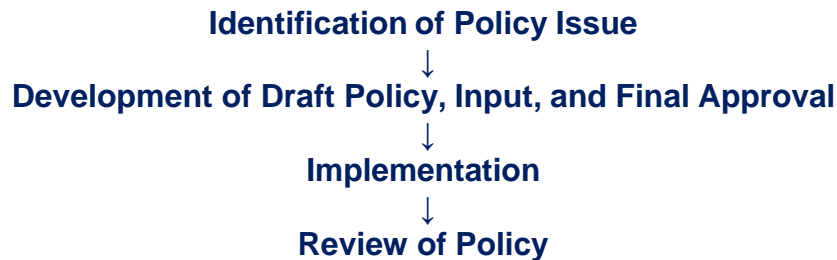 Identification of Policy Issue
↓
Development of Draft Policy, Input, and Final Approval
↓
Implementation
↓
Review of Policy